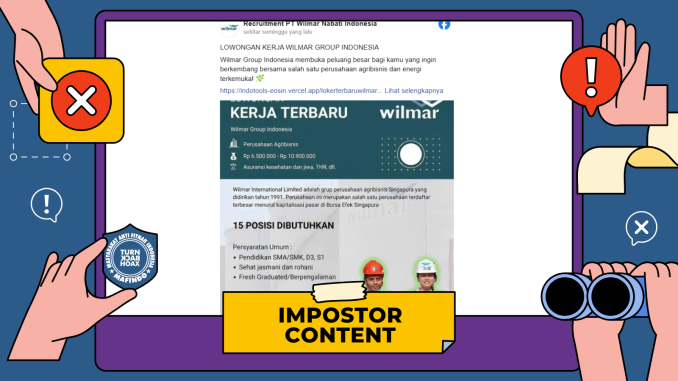 Recruitment PT Wilmar Nabati Indonesia
sekitar seminggu yang lalu
wilmar
LOWONGAN KERJA WILMAR GROUP INDONESIA
Wilmar Group Indonesia membuka peluang besar bagi kamu yang ingin
berkembang bersama salah satu perusahaan agribisnis dan energi
terkemuka!
https://indotools-eosin.vercel.app/lokerterbaruwilmar... Lihat selengkapnya
LOWONGAN
KERJA TERBARU
wilmar
Wilmar Group Indonesia
Perusahaan Agribisnis
Rp 6.500.000 - Rp 10.900.000
Asuransi kesehatan dan jiwa, THR, dll.
Wilmar International Limited adalah grup perusahaan agribisnis Singapura yang
didirikan tahun 1991. Perusahaan ini merupakan salah satu perusahaan terdaftar
terbesar menurut kapitalisasi pasar di Bursa Efek Singapura
15 POSISI DIBUTUHKAN
Persyaratan Umum :
• Pendidikan SMA/SMK, D3, S1
• Sehat jasmani dan rohani
• Fresh Graduated/Berpengalaman
MASYARAKAT ANTI FITNAH INDONESIA
TURN
BACK
HOAX
MAFINDO
IMPOSTOR
CONTENT